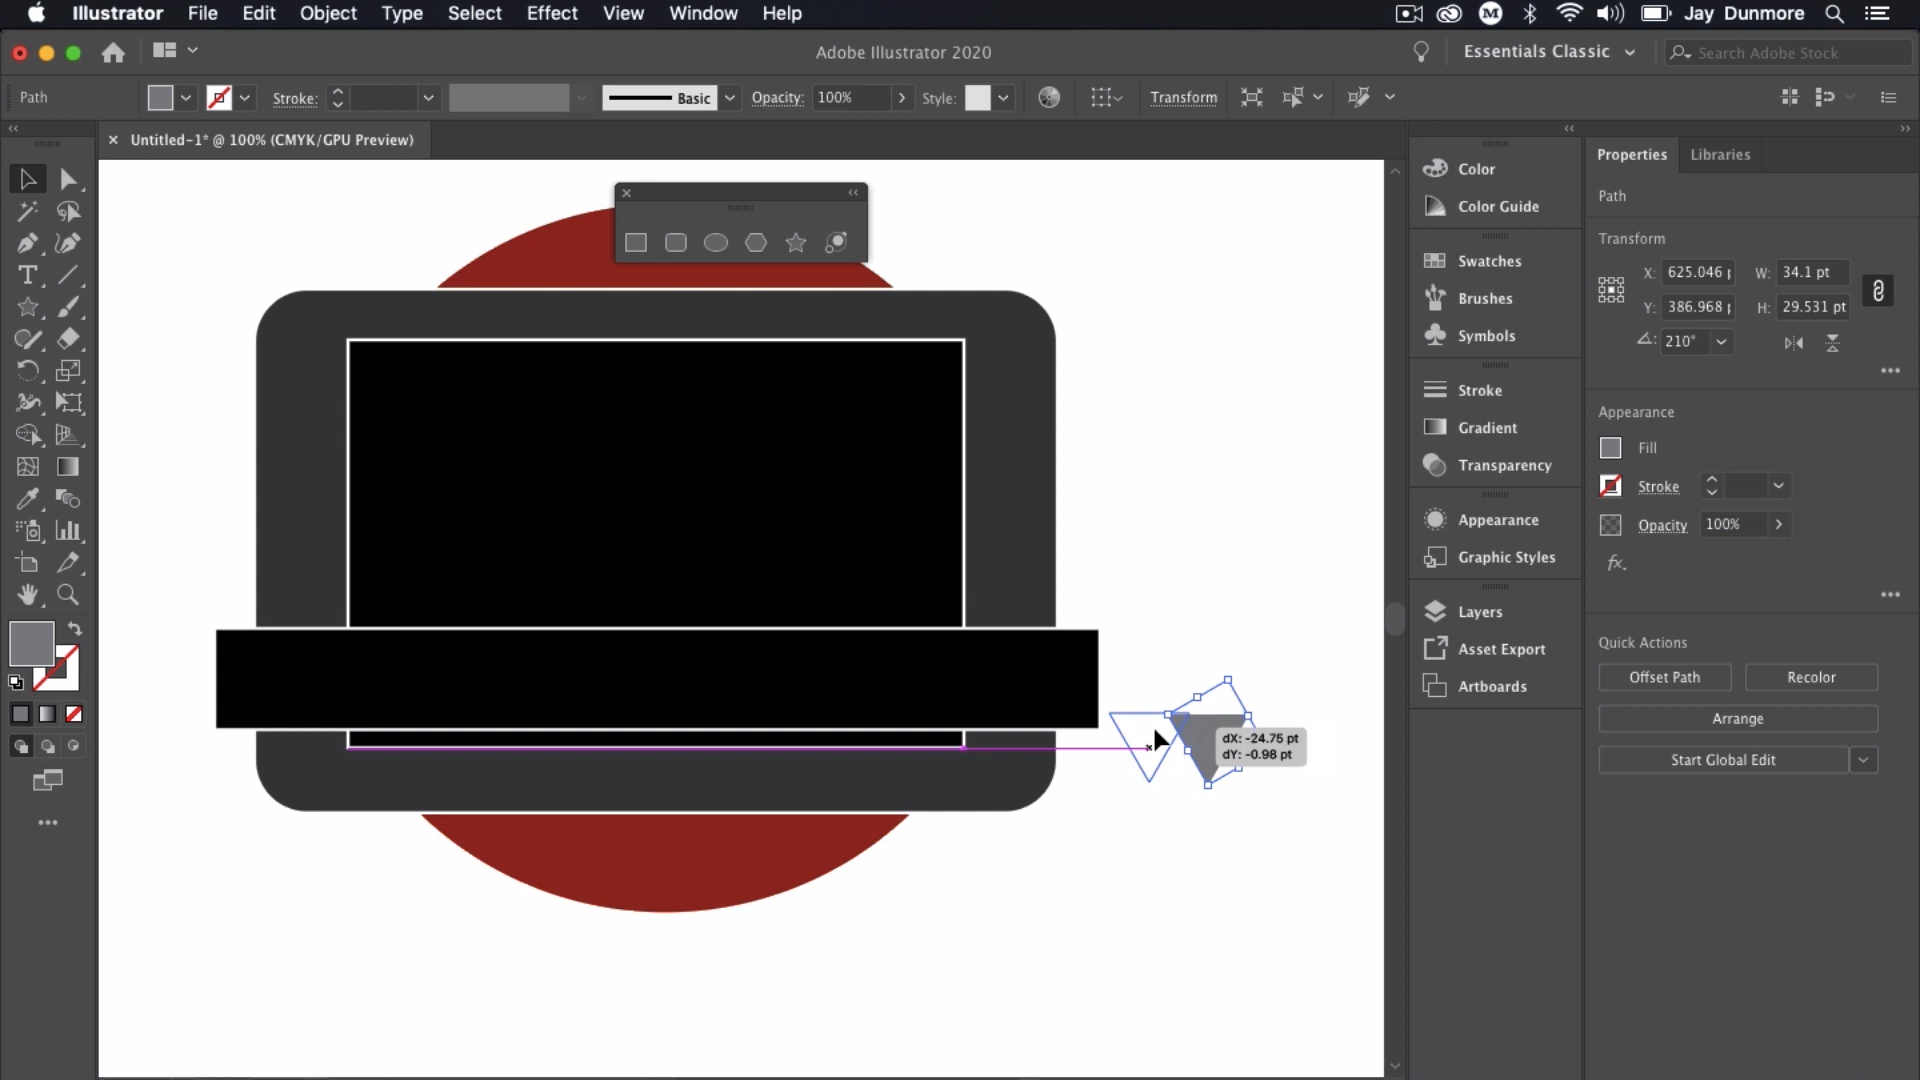 Illustrator File Edit Object Type Select Effect View Window Help
Jay Dunmore
Adobe Illustrator 2020
Essentials Classic
Search Adobe Stock
Path
Stroke:
Basic
Opacity:
100%
Style:
Transform
Untitled-1* @ 100% (CMYK/GPU Preview)
Color
Color Guide
Swatches
Brushes
Symbols
Stroke
Gradient
Transparency
Appearance
Graphic Styles
Layers
Asset Export
Artboards
Properties
Libraries
Path
Transform
X: 625.046 W: 34.1 pt
Y: 386.968 H: 29.531 pt
210°
Appearance
Fill
Stroke
Opacity 100%
fx.
Quick Actions
Offset Path
Recolor
Arrange
Start Global Edit
dX: -24.75 pt
dY: -0.98 pt